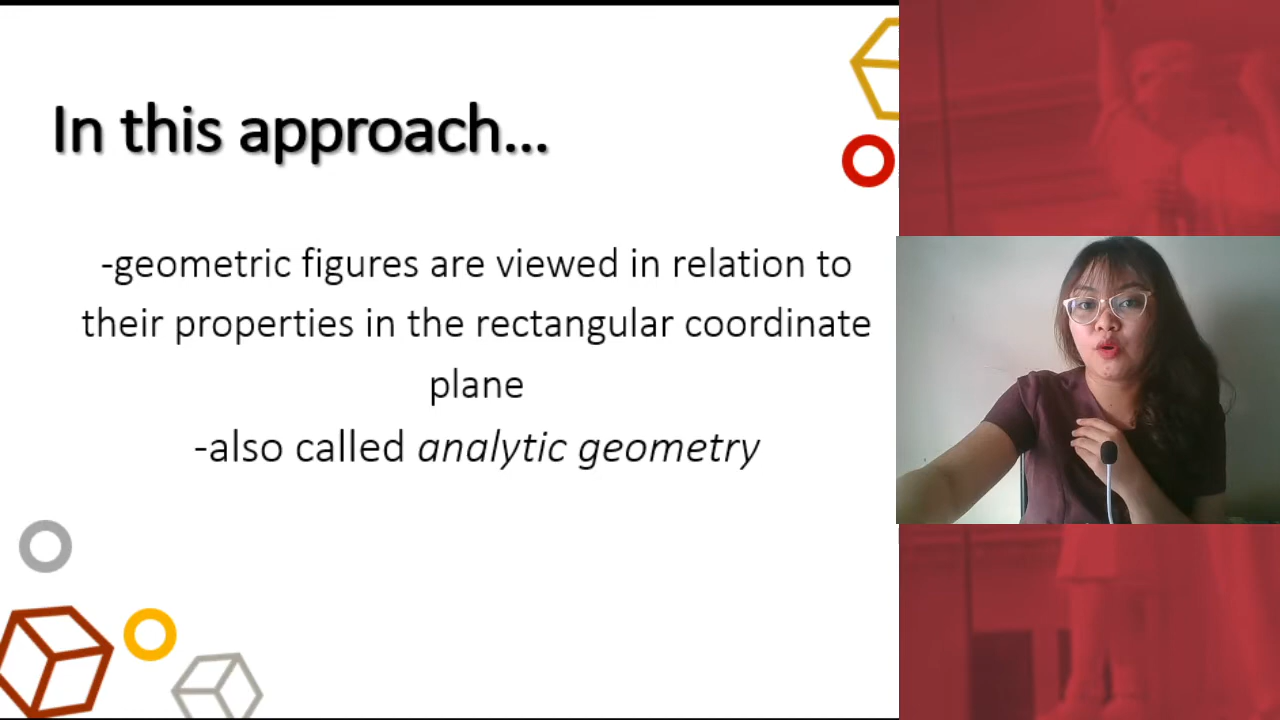 In this approach...
-geometric figures are viewed in relation to
their properties in the rectangular coordinate
plane
-also called analytic geometry